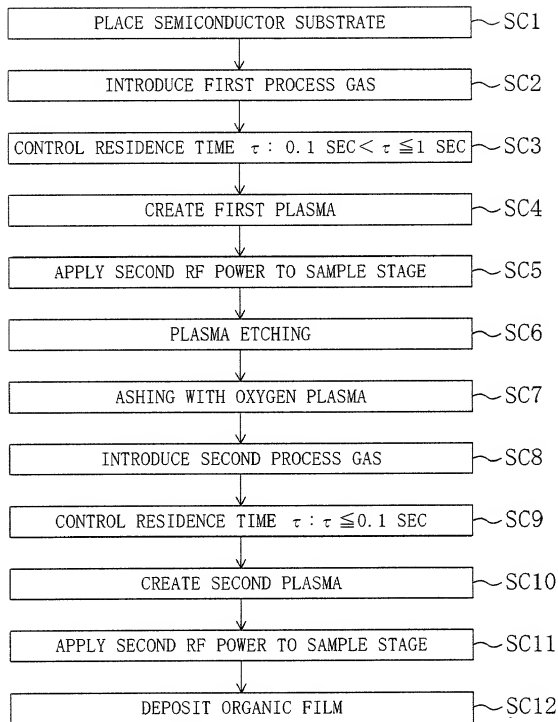 PLACE SEMICONDUCTOR SUBSTRATE SC1
INTRODUCE FIRST PROCESS GAS SC2
CONTROL RESIDENCE TIME τ: 0.1 SEC< τ ≦1 SEC SC3
CREATE FIRST PLASMA SC4
APPLY SECOND RF POWER TO SAMPLE STAGE SC5
PLASMA ETCHING SC6
ASHING WITH OXYGEN PLASMA SC7
INTRODUCE SECOND PROCESS GAS SC8
CONTROL RESIDENCE TIME τ:τ ≦0.1 SEC SC9
CREATE SECOND PLASMA SC10
APPLY SECOND RF POWER TO SAMPLE STAGE SC11
DEPOSIT ORGANIC FILM SC12